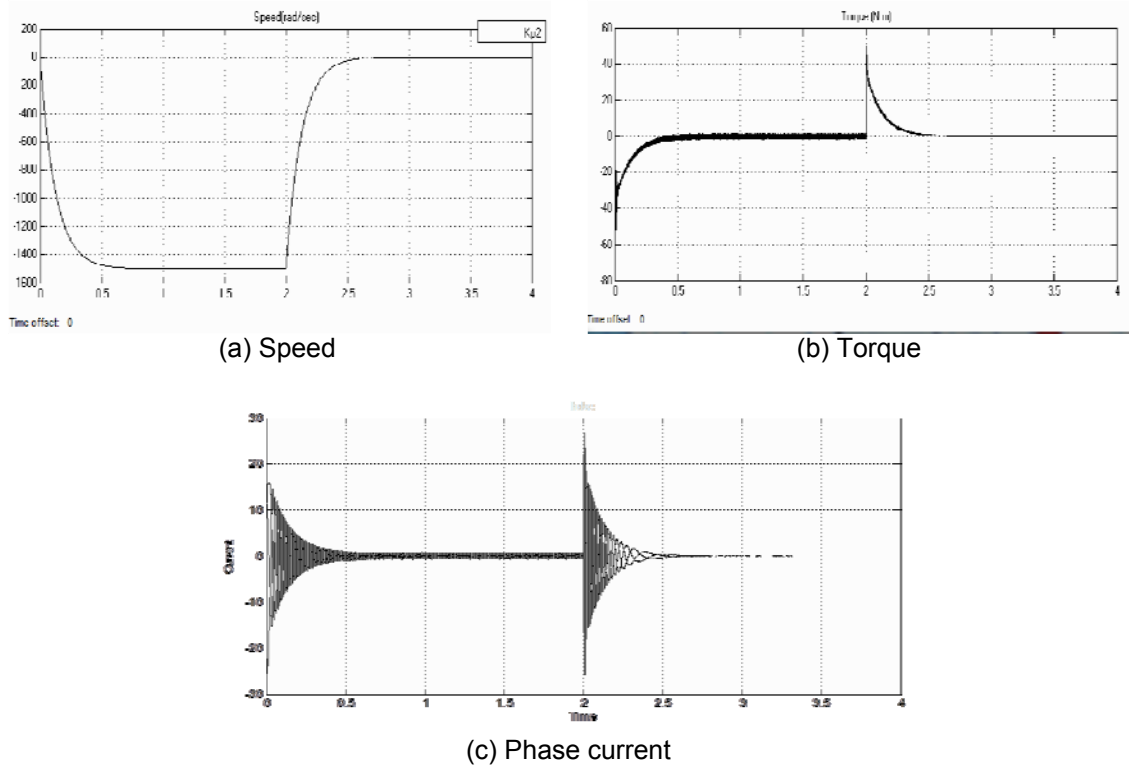 Speed(rad/cec)
Kμ2
200
0
200
-400
-600
-800
-1000
-1200
-1400
1600
0 0.5 1 1.5 2 2.5 3 3.5 4
Time offset: 0
(a) Speed
Torque (N m)
60
40
20
0
-20
-40
-60
-80
0 0.5 1 1.5 2 2.5 3 3.5 4
Time offset: 0
(b) Torque
30
20
10
0
-10
-20
-30
Current
0 0.5 1 1.5 2 2.5 3 3.5 4
Time
(c) Phase current